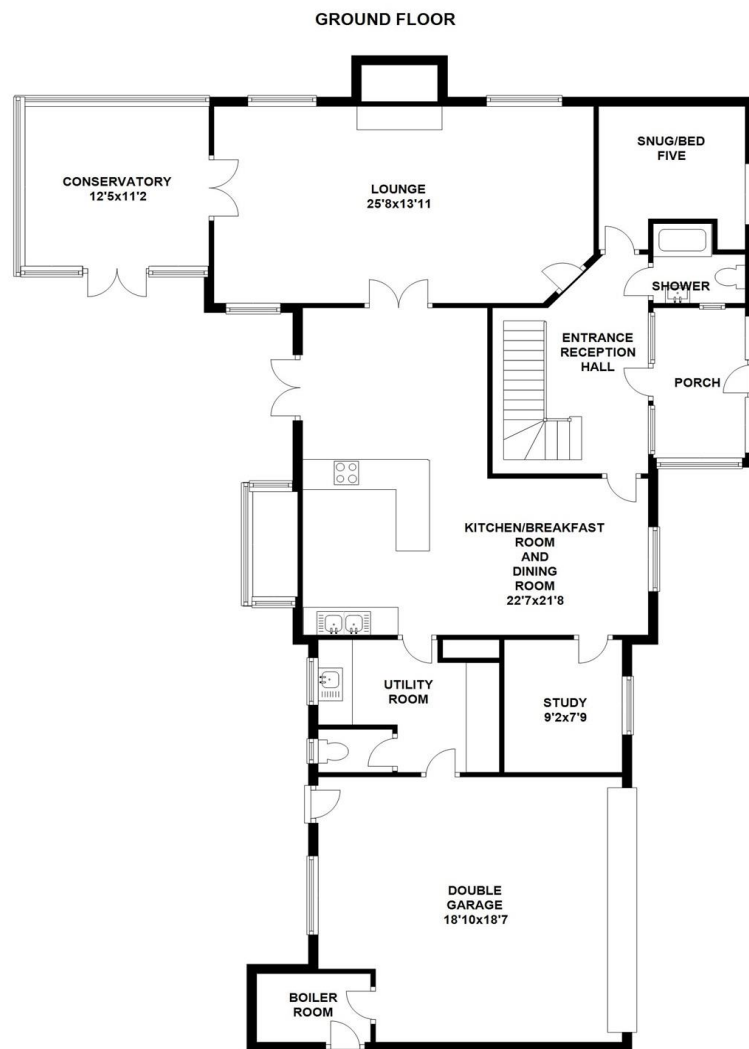 GROUND FLOOR
CONSERVATORY
12'5x11'2
LOUNGE
25'8x13'11
SNUG/BED
FIVE
SHOWER
ENTRANCE
RECEPTION
HALL
PORCH
KITCHEN/BREAKFAST
ROOM
AND
DINING
ROOM
22'7x21'8
UTILITY
ROOM
STUDY
9'2x7'9
DOUBLE
GARAGE
18'10x18'7
BOILER
ROOM